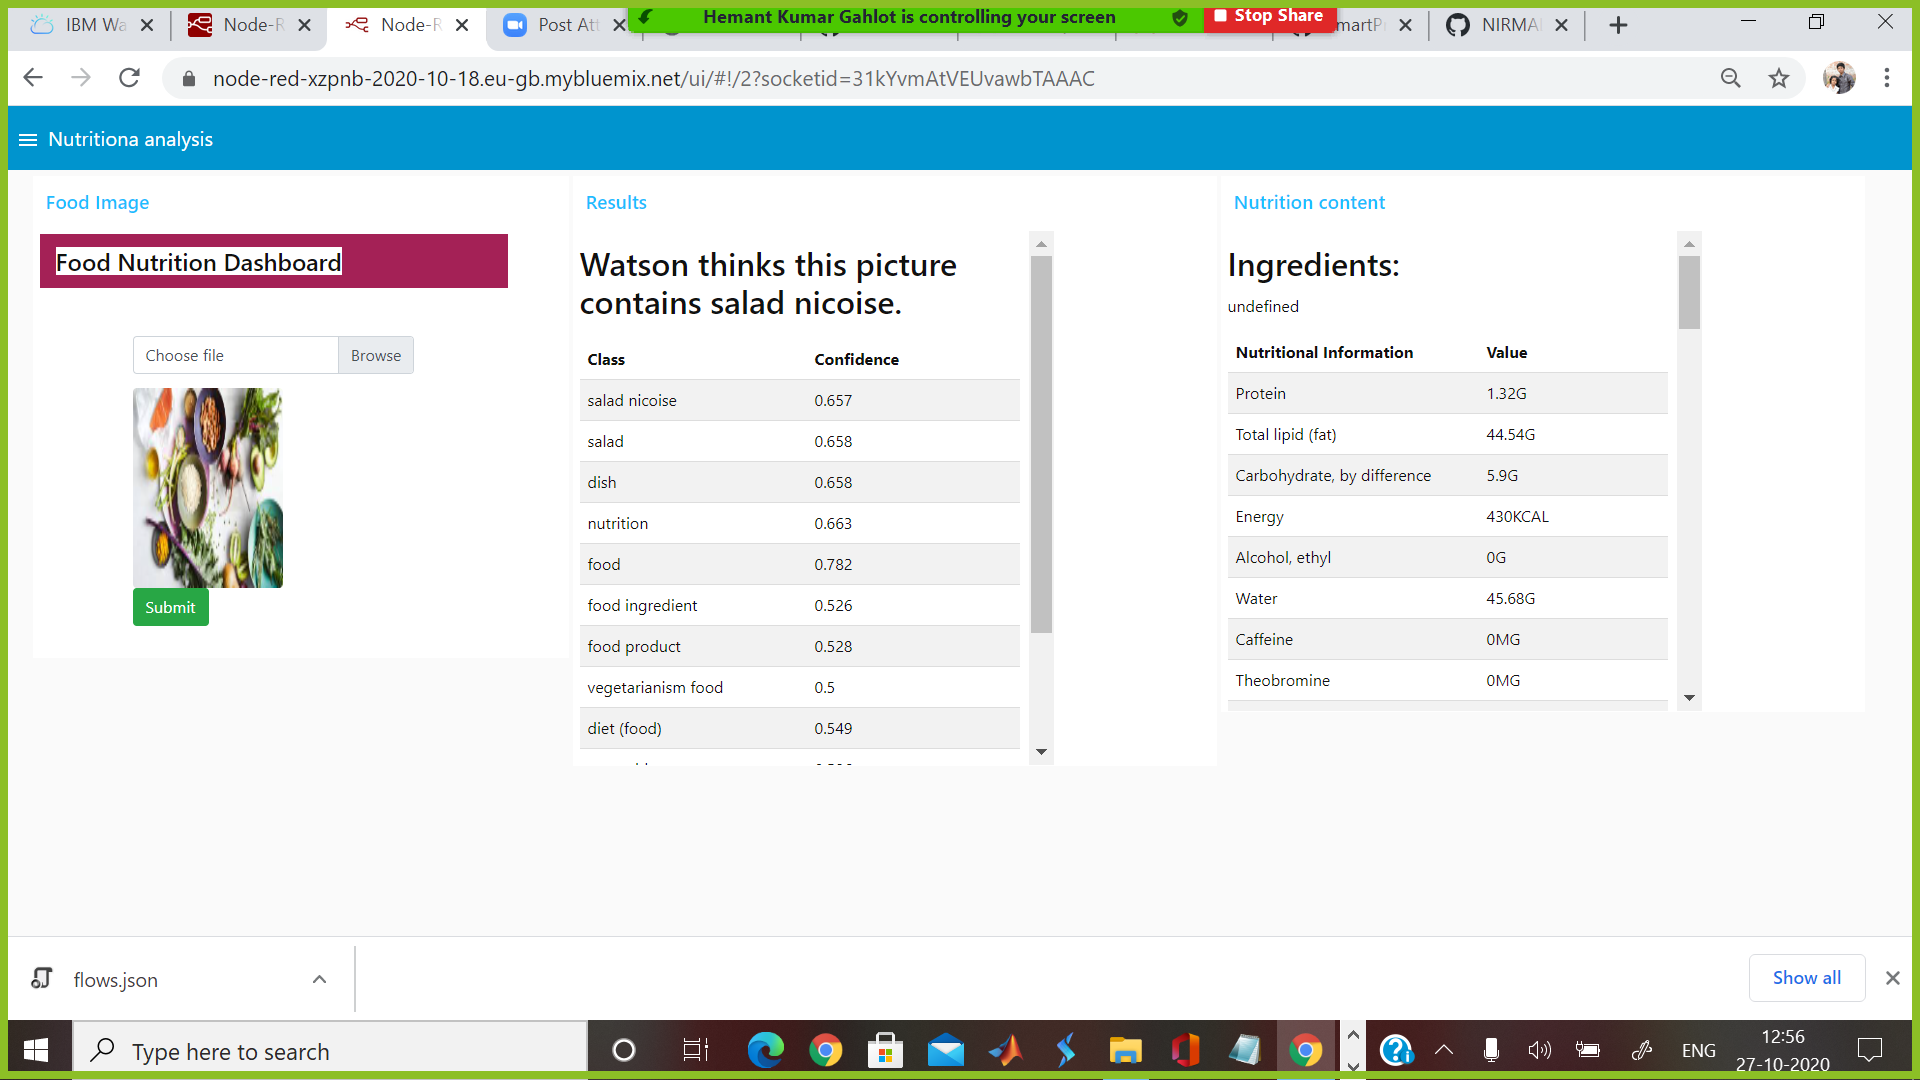 IBM Wa
Node-R
Node-R
Post Att
Hemant Kumar Gahlot is controlling your screen
Stop Share
martP
NIRMA
node-red-xzpnb-2020-10-18.eu-gb.mybluemix.net/ui/#!/2?socketid=31kYvmAtVEUvawbTAAAC
Nutritiona analysis
Food Image
Food Nutrition Dashboard
Choose file
Browse
Submit
Results
Watson thinks this picture
contains salad nicoise.
Class Confidence
salad nicoise 0.657
salad 0.658
dish 0.658
nutrition 0.663
food 0.782
food ingredient 0.526
food product 0.528
vegetarianism food 0.5
diet (food) 0.549
Nutrition content
Ingredients:
undefined
Nutritional Information Value
Protein 1.32G
Total lipid (fat) 44.54G
Carbohydrate, by difference 5.9G
Energy 430KCAL
Alcohol, ethyl 0G
Water 45.68G
Caffeine 0MG
Theobromine 0MG
flows.json
Show all
Type here to search
ENG
12:56
27-10-2020